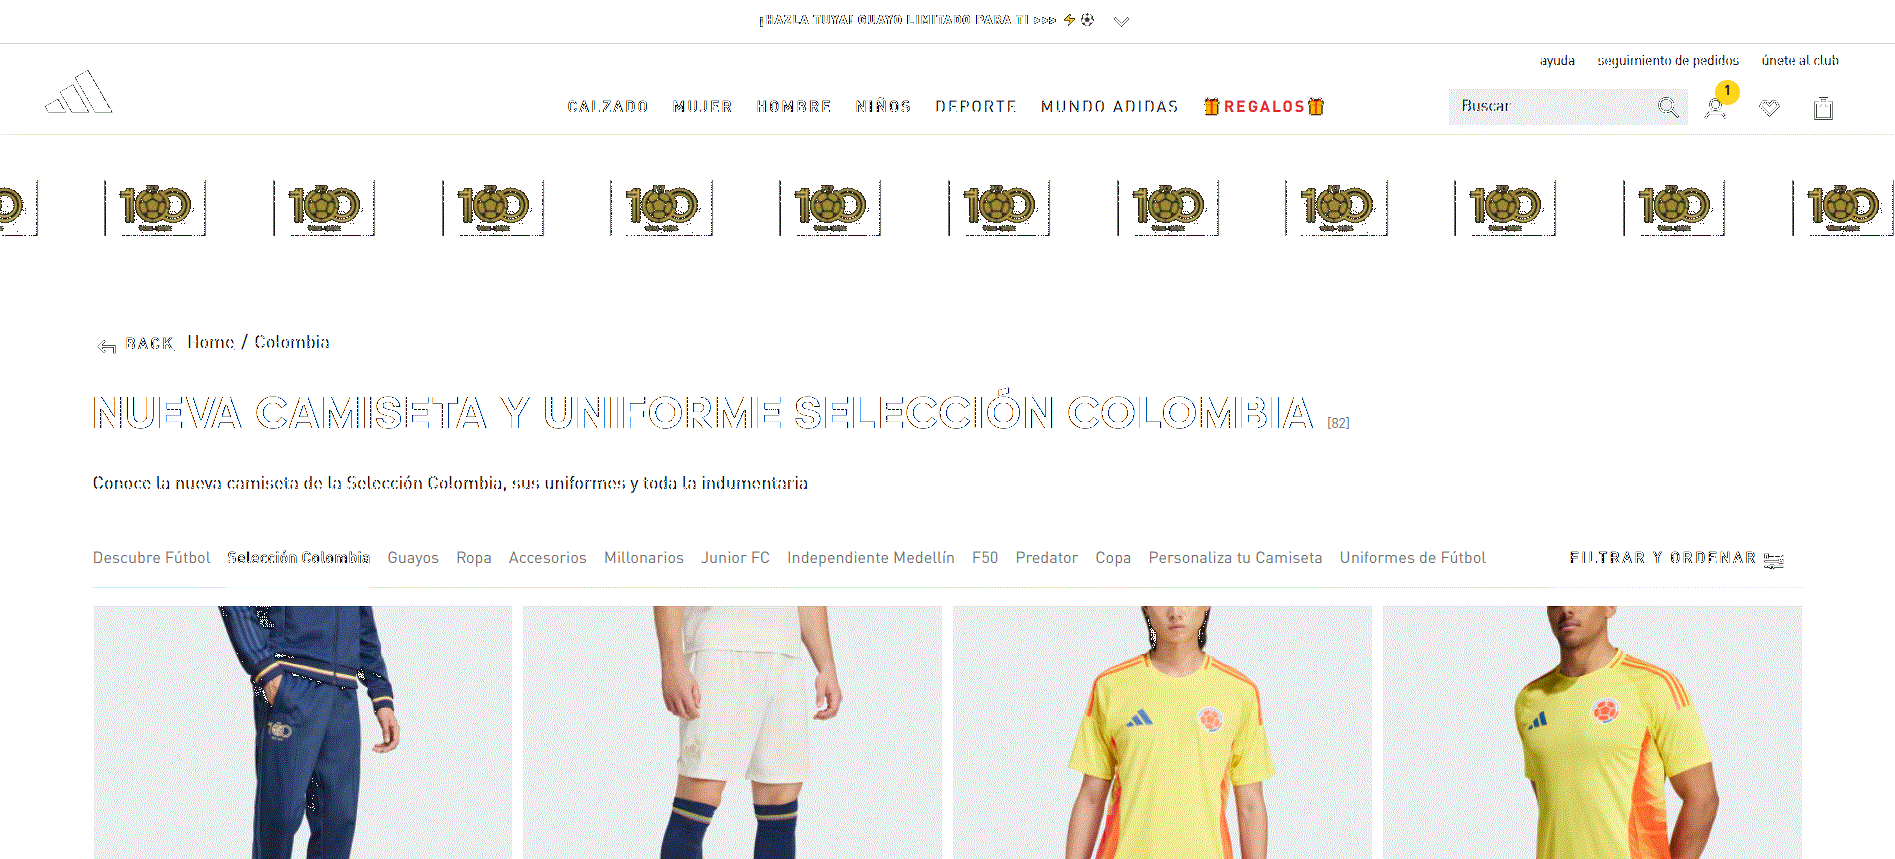 ¡HAZLA TUYA! GUAYO LIMITADO PARA TI >>> ⚡⚽
ayuda seguimiento de pedidos únete al club
CALZADO MUJER HOMBRE NIÑOS DEPORTE MUNDO ADIDAS 🎁REGALOS🎁
Buscar
1
100 100 100 100 100 100 100 100 100 100 100
BACK Home / Colombia
NUEVA CAMISETA Y UNIFORME SELECCIÓN COLOMBIA [82]
Conoce la nueva camiseta de la Selección Colombia, sus uniformes y toda la indumentaria
Descubre Fútbol Selección Colombia Guayos Ropa Accesorios Millonarios Junior FC Independiente Medellín F50 Predator Copa Personaliza tu Camiseta Uniformes de Fútbol FILTRAR Y ORDENAR
100